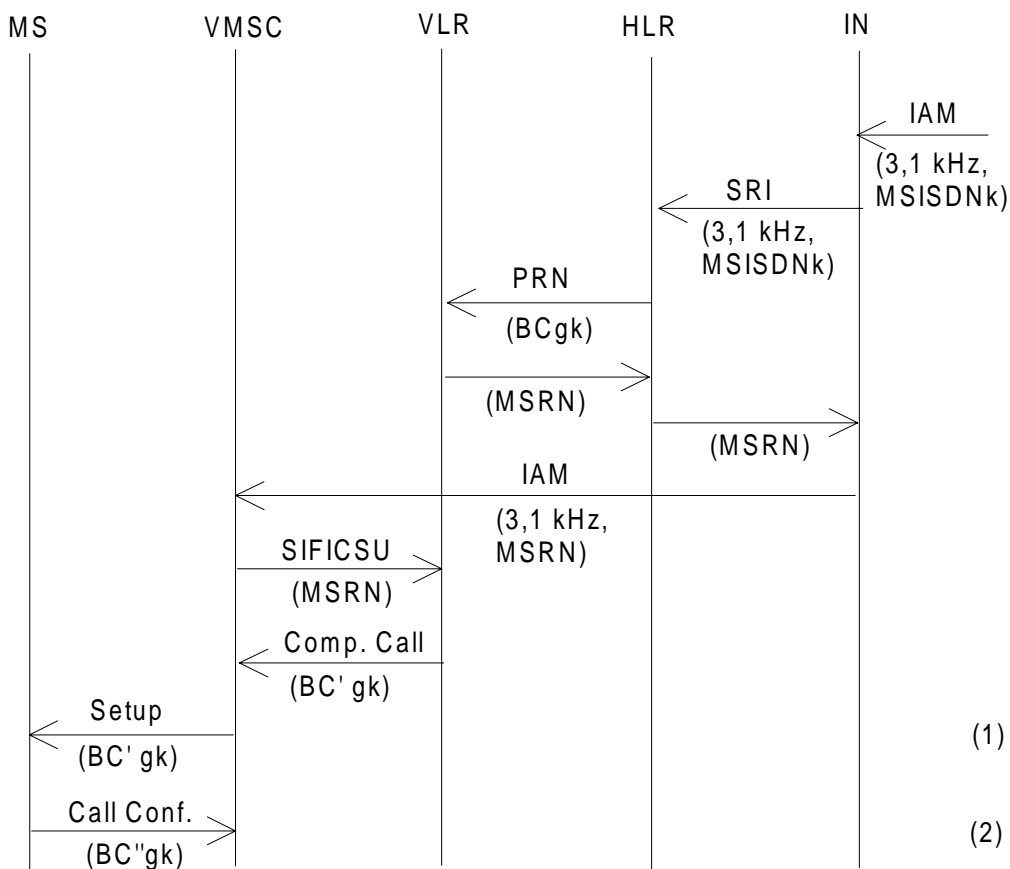 MS VMSC VLR HLR IN
IAM
(3,1 kHz,
MSISDNk)
SRI
(3,1 kHz,
MSISDNk)
PRN
(BCgk)
(MSRN)
(MSRN)
IAM
(3,1 kHz,
MSRN)
SIFICSU
(MSRN)
Comp. Call
(BC' gk)
Setup
(BC' gk)
(1)
Call Conf.
(BC"gk)
(2)